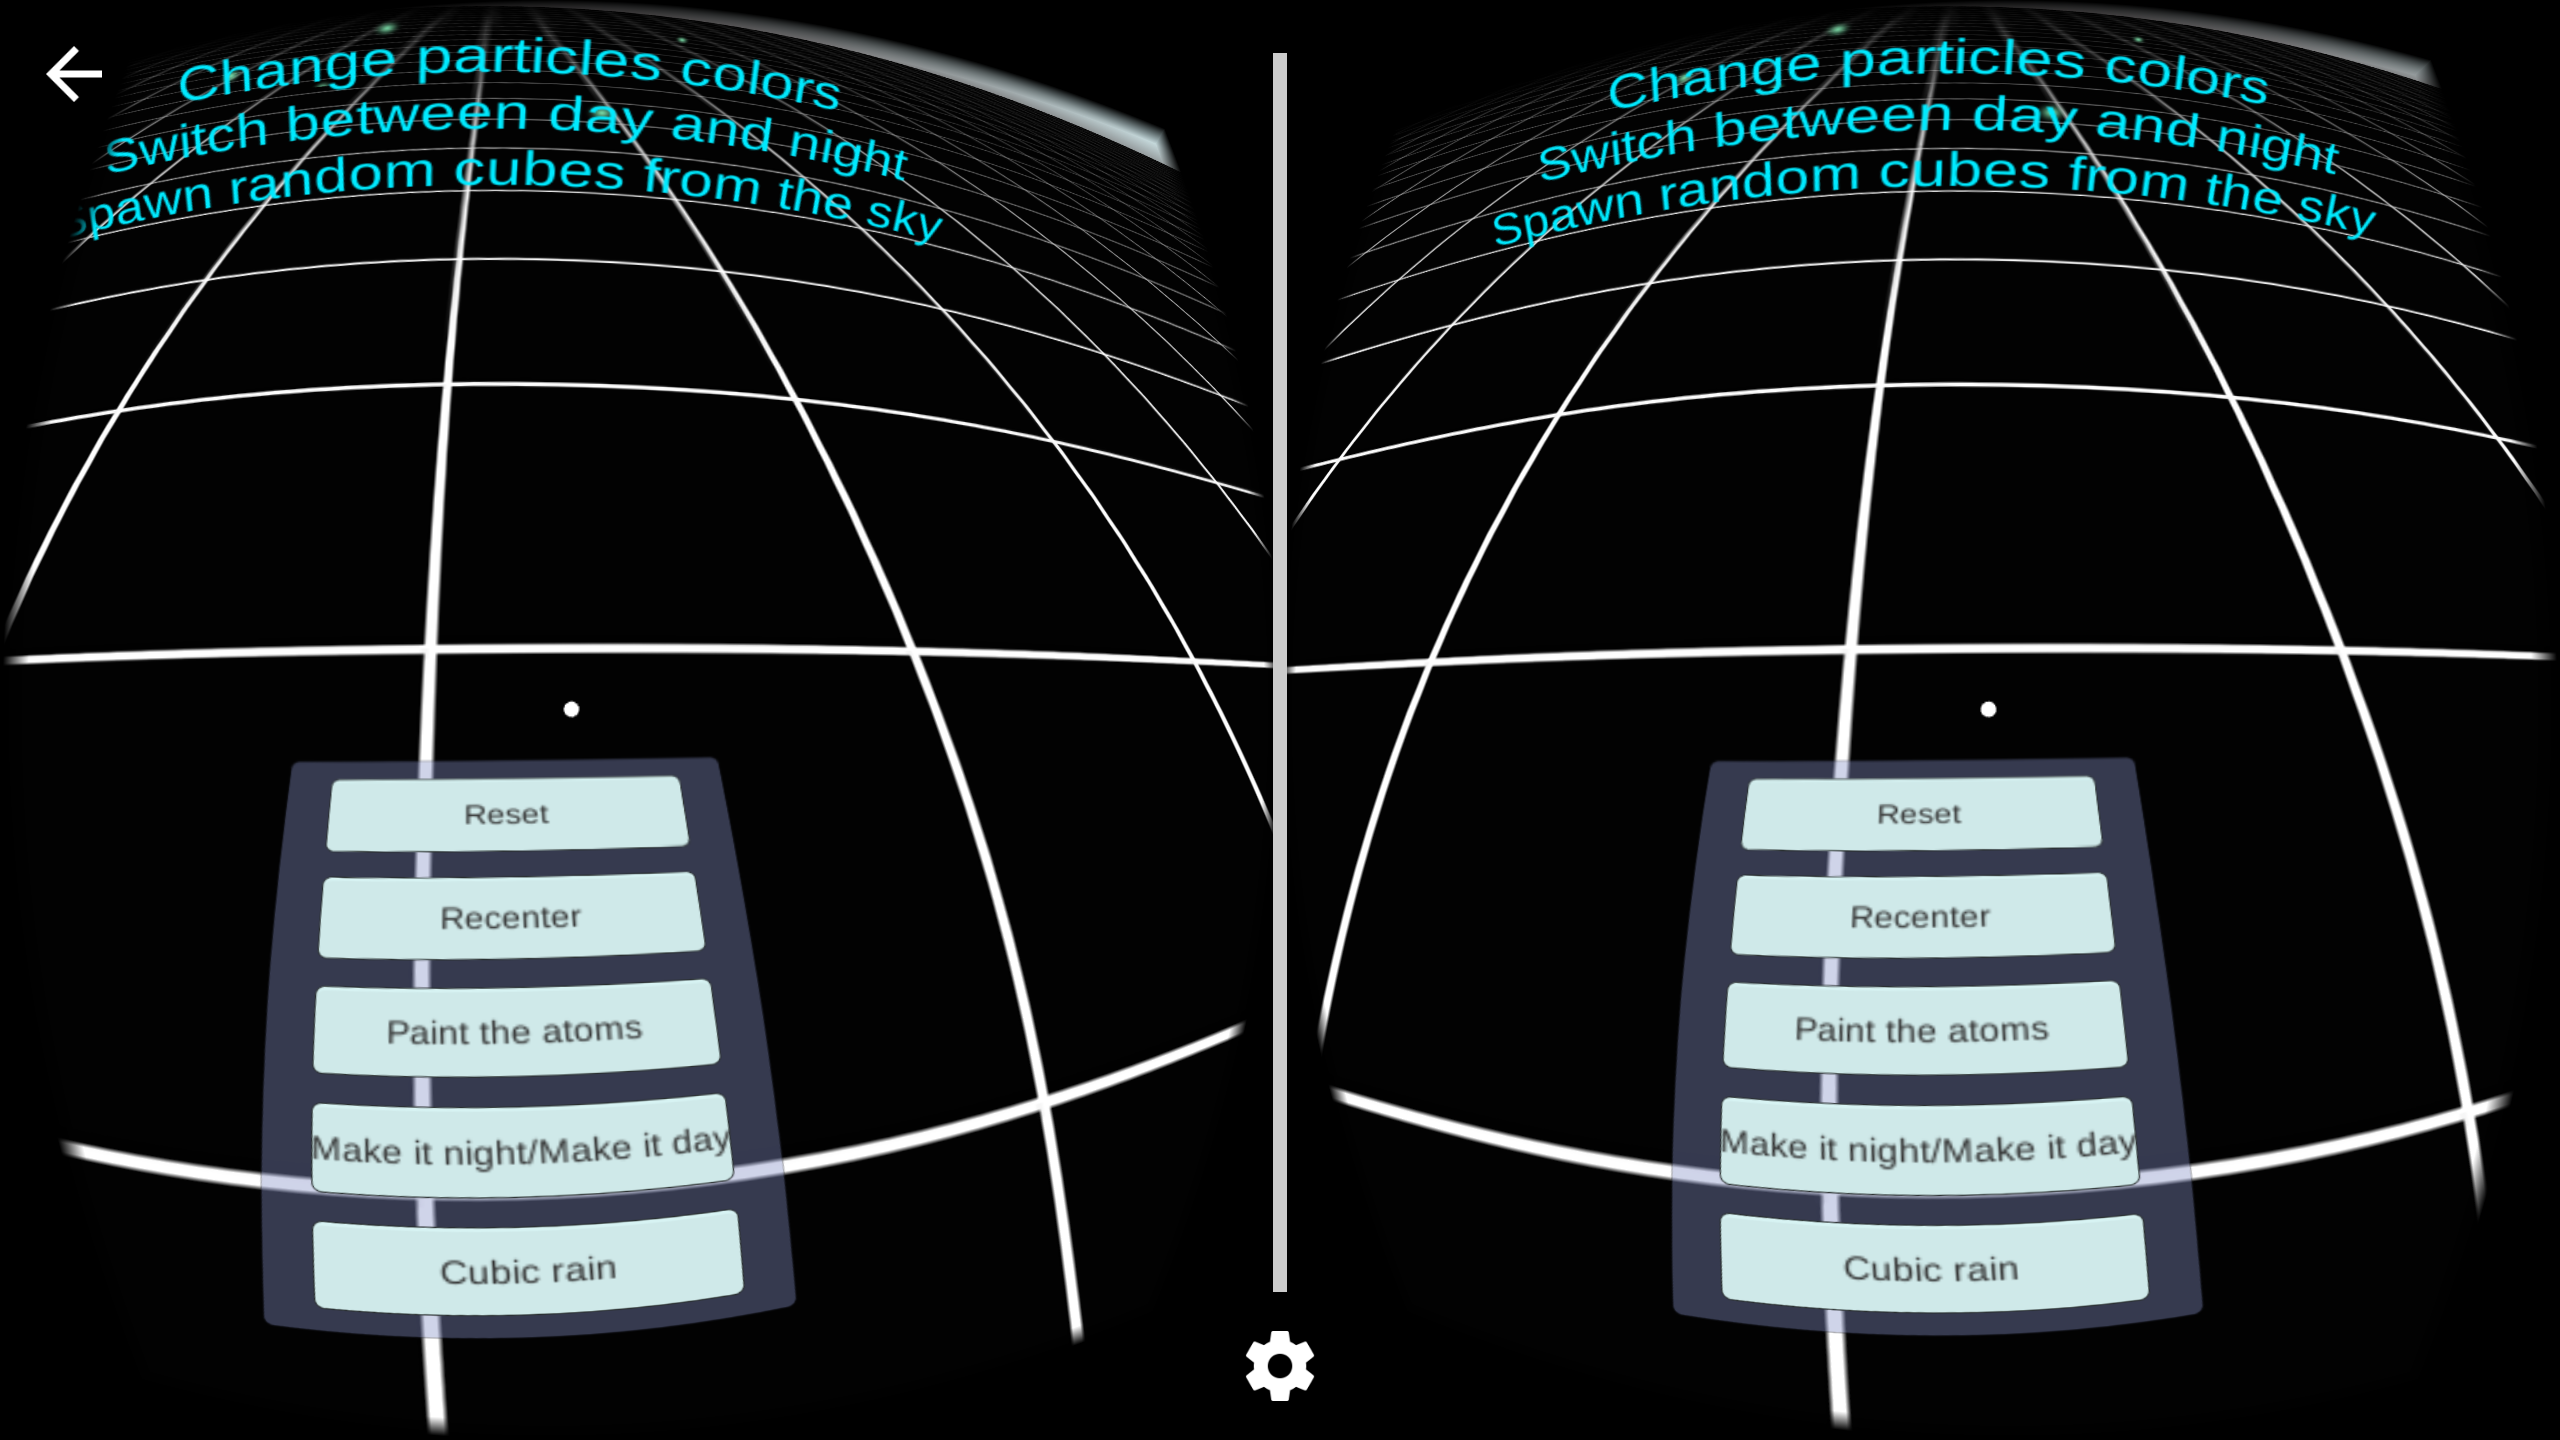 Change particles colors
Switch between day and night
Spawn random cubes from the sky
Reset
Recenter
Paint the atoms
Make it night/Make it day
Cubic rain
Change particles colors
Switch between day and night
Spawn random cubes from the sky
Reset
Recenter
Paint the atoms
Make it night/Make it day
Cubic rain